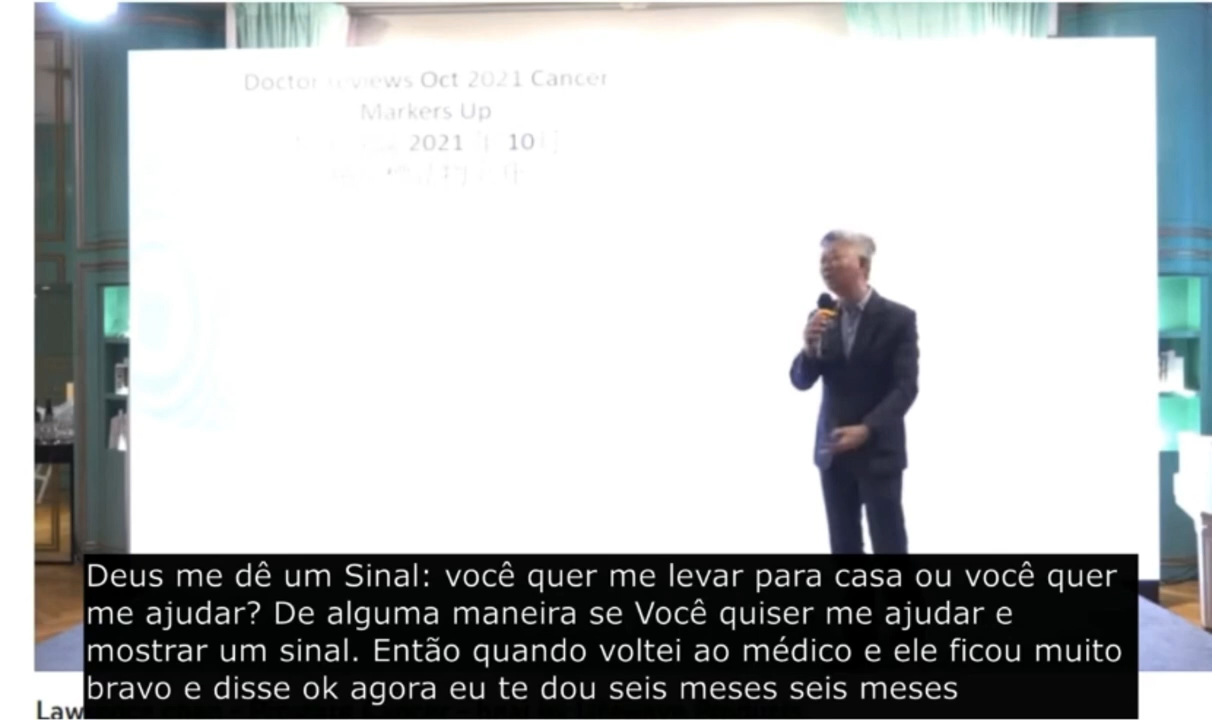 Doctor reviews Oct 2021 Cancer
Markers Up
2021 10
Deus me dê um Sinal: você quer me levar para casa ou você quer
me ajudar? De alguma maneira se Você quiser me ajudar e
mostrar um sinal. Então quando voltei ao médico e ele ficou muito
bravo e disse ok agora eu te dou seis meses seis meses